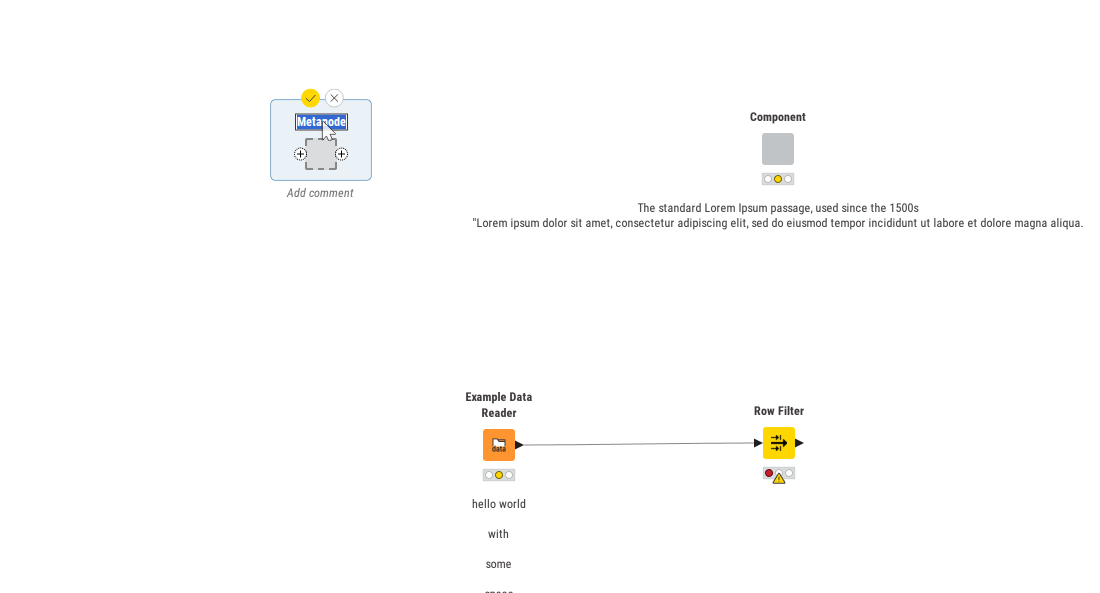 Metanode
Add comment
Component
The standard Lorem Ipsum passage, used since the 1500s
"Lorem ipsum dolor sit amet, consectetur adipiscing elit, sed do eiusmod tempor incididunt ut labore et dolore magna aliqua.
Example Data
Reader
data
Row Filter
hello world
with
some